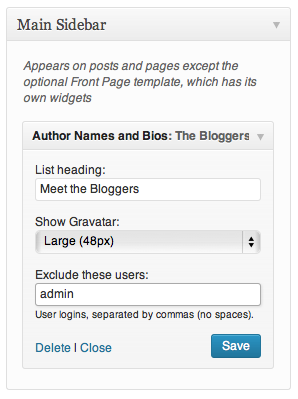 Main Sidebar
Appears on posts and pages except the
optional Front Page template, which has its
own widgets
Author Names and Bios: The Bloggers
List heading:
Meet the Bloggers
Show Gravatar:
Large (48px)
Exclude these users:
admin
User logins, separated by commas (no spaces).
Delete | Close
Save